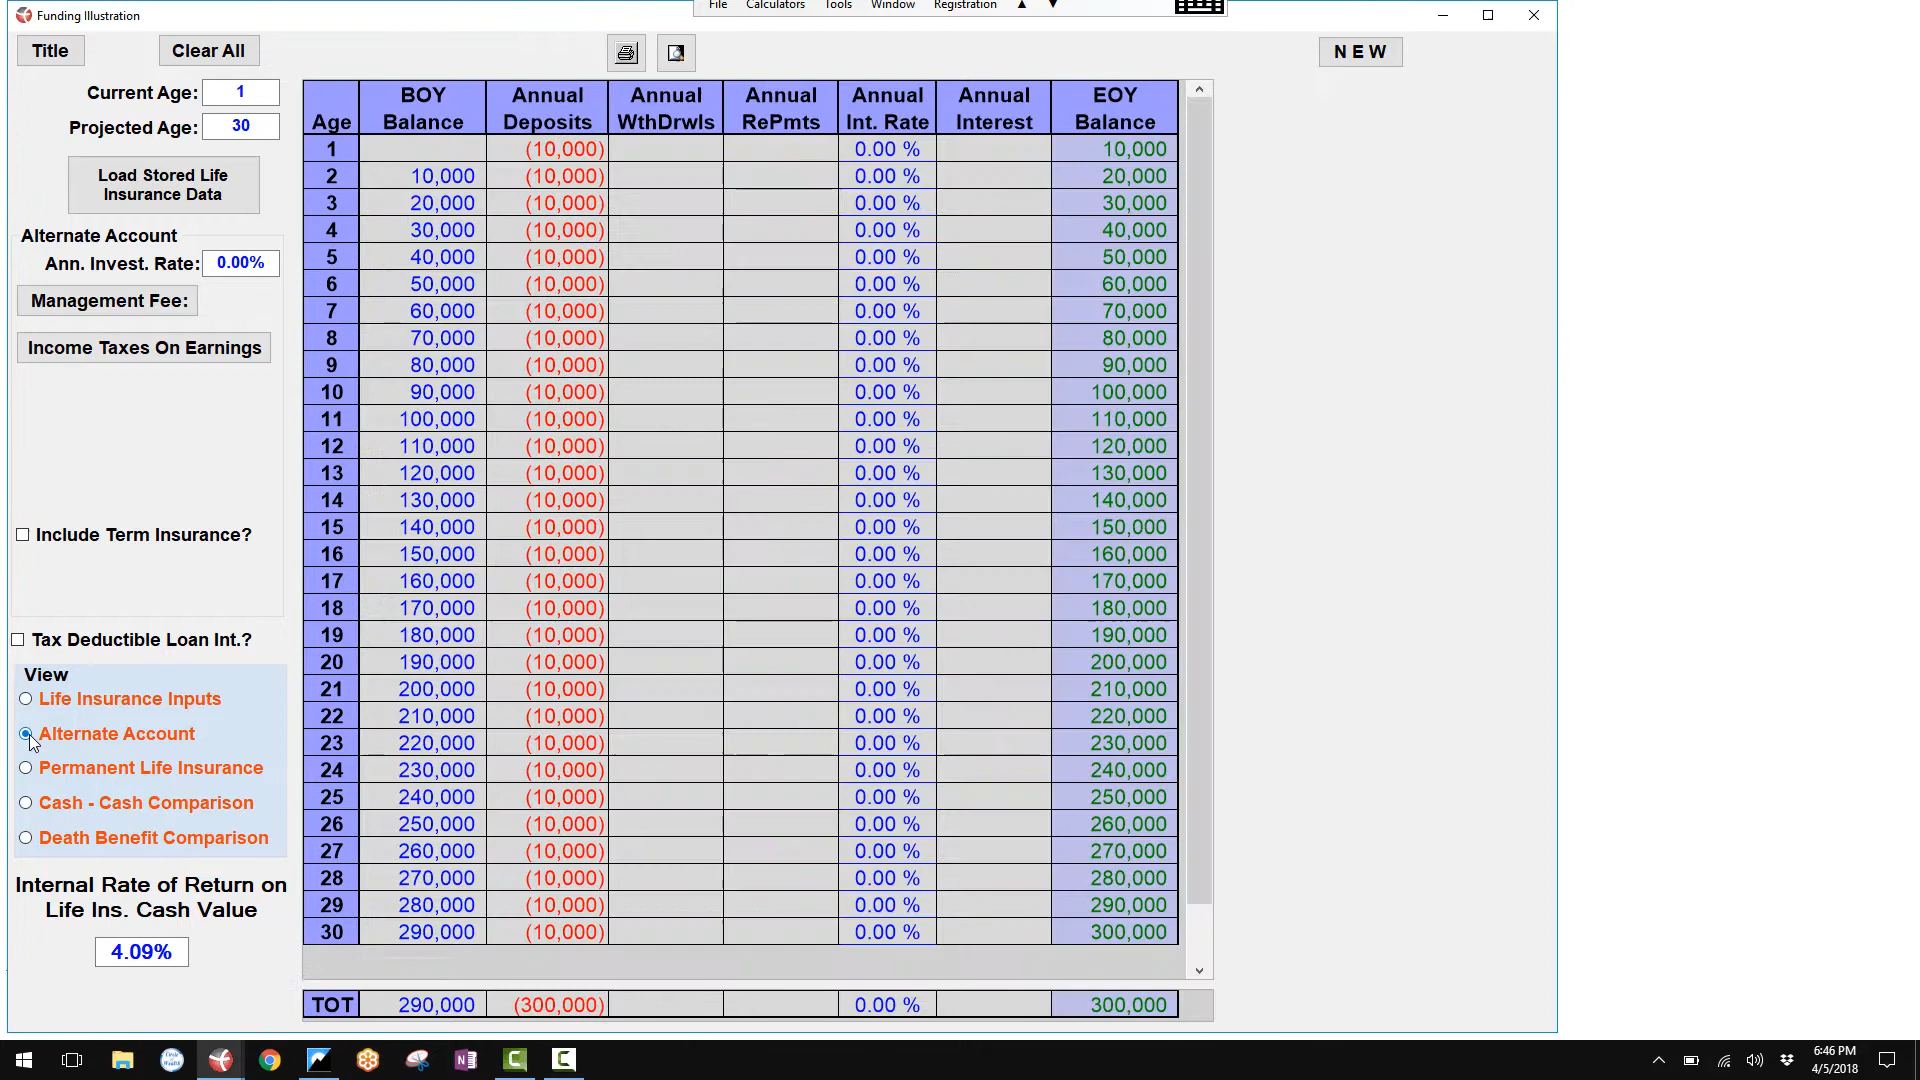 Funding Illustration
File Calculators Tools Window Registration
Title Clear All N E W
Current Age: 1
Projected Age: 30
Load Stored Life
Insurance Data
Alternate Account
Ann. Invest. Rate: 0.00%
Management Fee:
Income Taxes On Earnings
Include Term Insurance?
Tax Deductible Loan Int.?
View
Life Insurance Inputs
Alternate Account
Permanent Life Insurance
Cash - Cash Comparison
Death Benefit Comparison
Internal Rate of Return on
Life Ins. Cash Value
4.09%
BOY Annual Annual Annual Annual Annual EOY
Age Balance Deposits WthDrwls RePmts Int. Rate Interest Balance
1 (10,000) 0.00 % 10,000
2 10,000 (10,000) 0.00 % 20,000
3 20,000 (10,000) 0.00 % 30,000
4 30,000 (10,000) 0.00 % 40,000
5 40,000 (10,000) 0.00 % 50,000
6 50,000 (10,000) 0.00 % 60,000
7 60,000 (10,000) 0.00 % 70,000
8 70,000 (10,000) 0.00 % 80,000
9 80,000 (10,000) 0.00 % 90,000
10 90,000 (10,000) 0.00 % 100,000
11 100,000 (10,000) 0.00 % 110,000
12 110,000 (10,000) 0.00 % 120,000
13 120,000 (10,000) 0.00 % 130,000
14 130,000 (10,000) 0.00 % 140,000
15 140,000 (10,000) 0.00 % 150,000
16 150,000 (10,000) 0.00 % 160,000
17 160,000 (10,000) 0.00 % 170,000
18 170,000 (10,000) 0.00 % 180,000
19 180,000 (10,000) 0.00 % 190,000
20 190,000 (10,000) 0.00 % 200,000
21 200,000 (10,000) 0.00 % 210,000
22 210,000 (10,000) 0.00 % 220,000
23 220,000 (10,000) 0.00 % 230,000
24 230,000 (10,000) 0.00 % 240,000
25 240,000 (10,000) 0.00 % 250,000
26 250,000 (10,000) 0.00 % 260,000
27 260,000 (10,000) 0.00 % 270,000
28 270,000 (10,000) 0.00 % 280,000
29 280,000 (10,000) 0.00 % 290,000
30 290,000 (10,000) 0.00 % 300,000
TOT 290,000 (300,000) 0.00 % 300,000
6:46 PM
4/5/2018